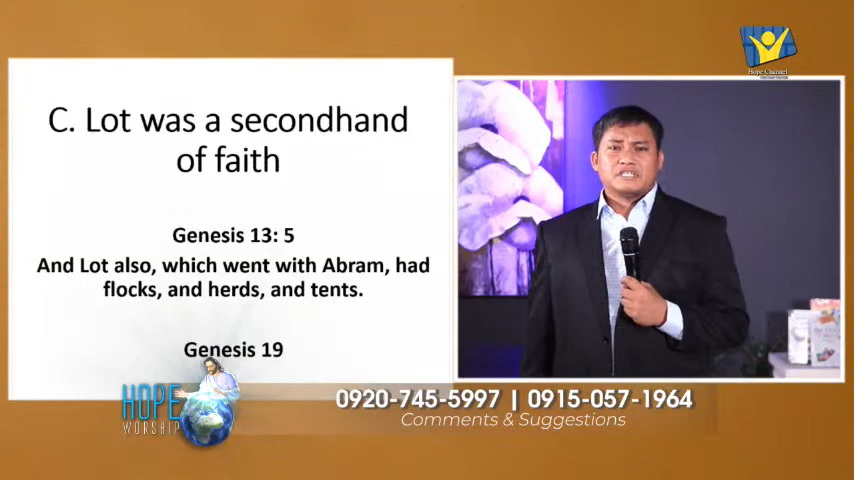 C. Lot was a secondhand
of faith
Genesis 13: 5
And Lot also, which went with Abram, had
flocks, and herds, and tents.
Genesis 19
Hope Channel
HOPE
WORSHIP
0920-745-5997 | 0915-057-1964
Comments & Suggestions